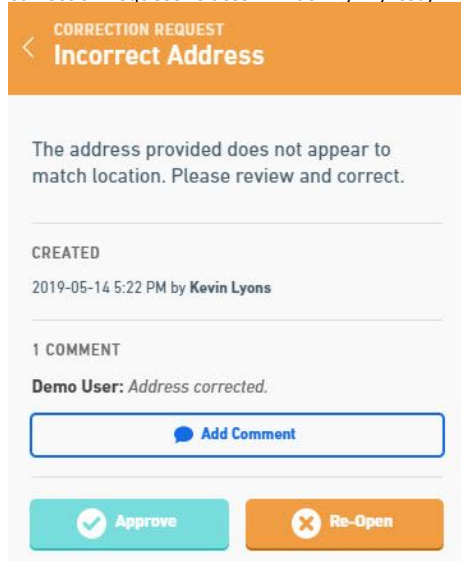 CORRECTION REQUEST
Incorrect Address
The address provided does not appear to
match location. Please review and correct.
CREATED
2019-05-14 5:22 PM by Kevin Lyons
1 COMMENT
Demo User: Address corrected.
Add Comment
Approve
Re-Open